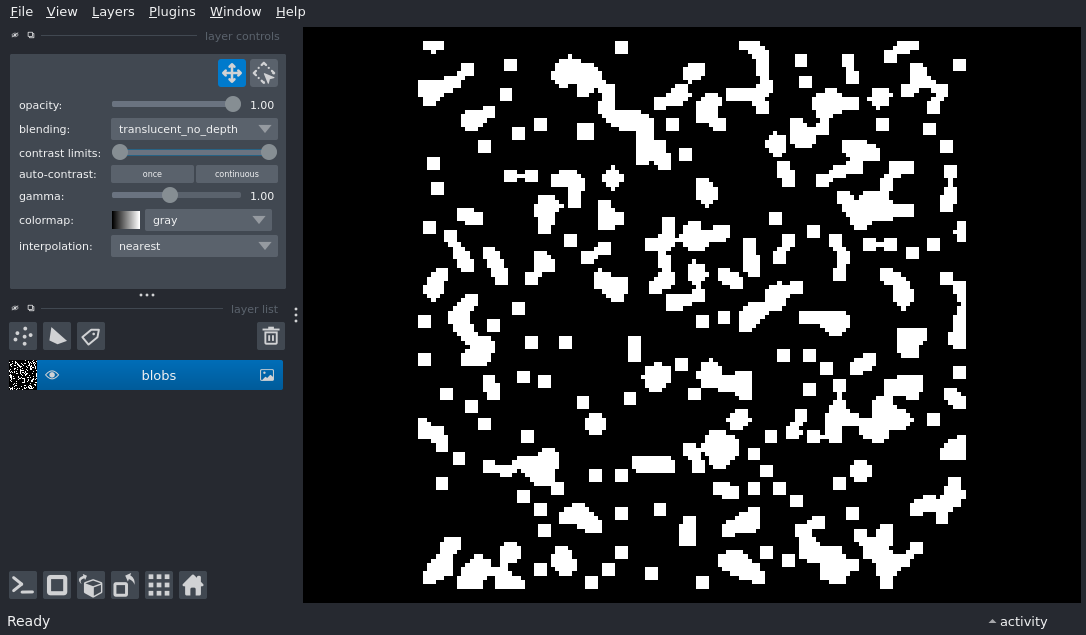 File View Layers Plugins Window Help
layer controls
opacity: 1.00
blending: translucent_no_depth
contrast limits:
auto-contrast: once continuous
gamma: 1.00
colormap: gray
interpolation: nearest
layer list
blobs
Ready activity